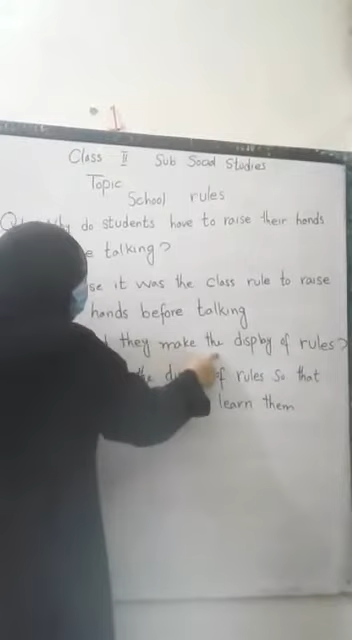 1
Class II Sub Social Studies
Topic
School rules
do students have to raise their hands
talking?
it was the class rule to raise
hands before talking
they make the display of rules?
the of rules so that
learn them